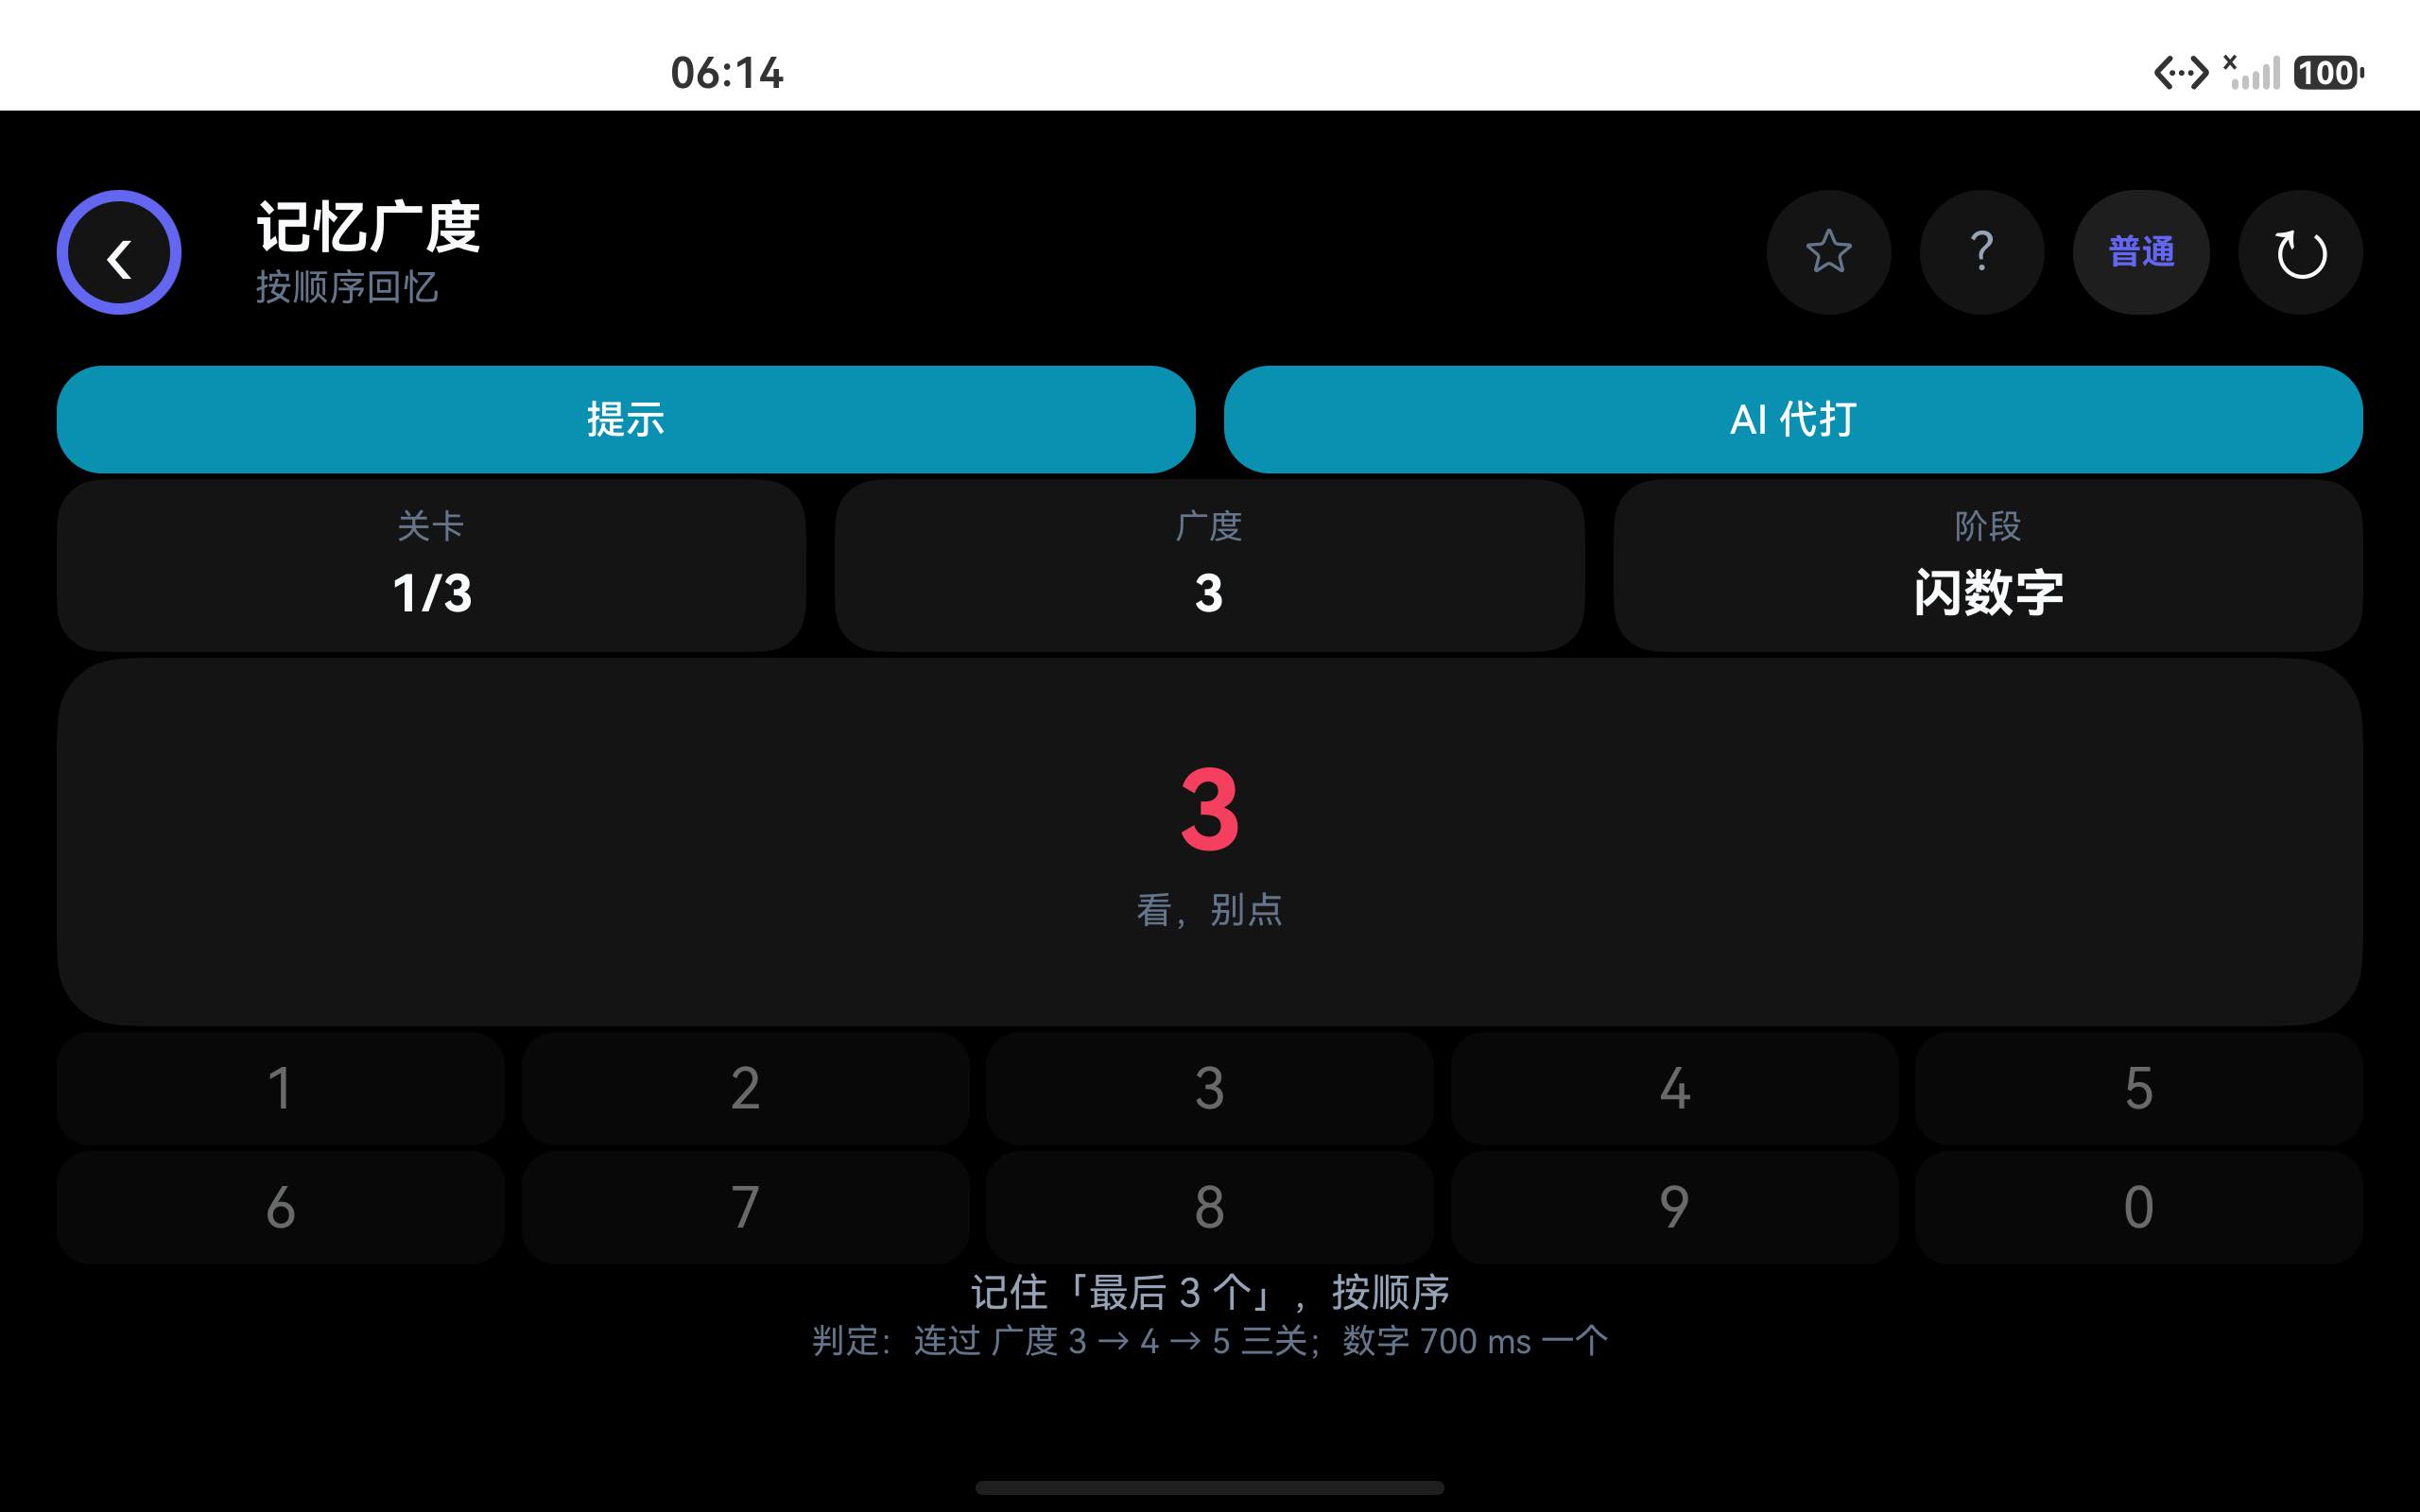 06:14
100
记忆广度
按顺序回忆
?
普通
提示
AI 代打
关卡
1/3
广度
3
阶段
闪数字
3
看，别点
1
2
3
4
5
6
7
8
9
0
记住「最后 3 个」，按顺序
判定：连过 广度 3 → 4 → 5 三关；数字 700 ms 一个